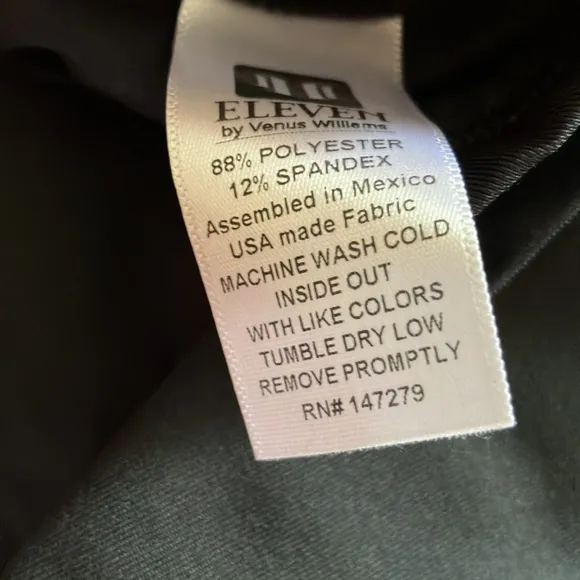 ELEVEN
by Venus Williams
88% POLYESTER
12% SPANDEX
Assembled in Mexico
USA made Fabric
MACHINE WASH COLD
INSIDE OUT
WITH LIKE COLORS
TUMBLE DRY LOW
REMOVE PROMPTLY
RN# 147279